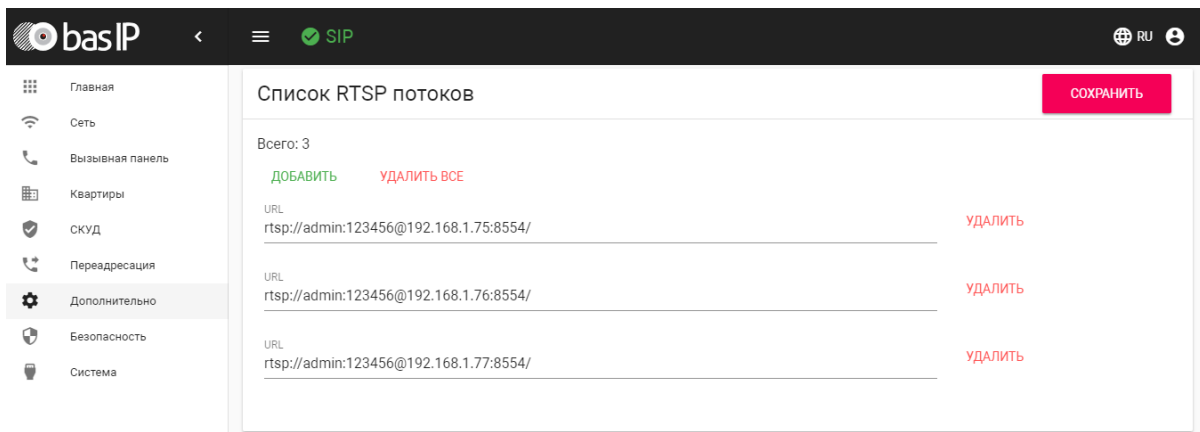 bas IP
SIP
RU
Главная
Сеть
Вызывная панель
Квартиры
СКУД
Переадресация
Дополнительно
Безопасность
Система
Список RTSP потоков
СОХРАНИТЬ
Всего: 3
ДОБАВИТЬ УДАЛИТЬ ВСЕ
URL
rtsp://admin:123456@192.168.1.75:8554/
УДАЛИТЬ
URL
rtsp://admin:123456@192.168.1.76:8554/
УДАЛИТЬ
URL
rtsp://admin:123456@192.168.1.77:8554/
УДАЛИТЬ